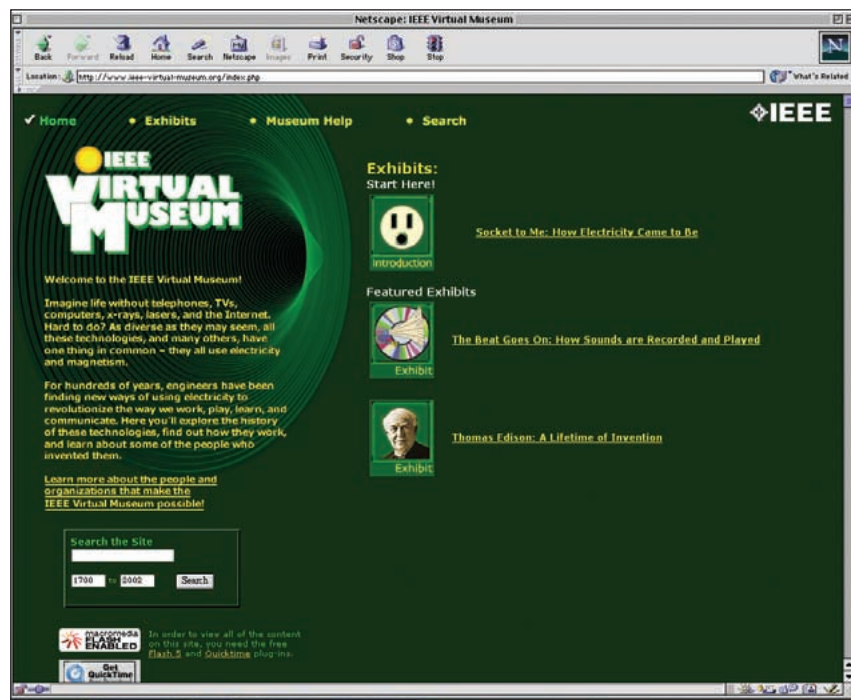 Netscape: IEEE Virtual Museum
Back Forward Reload Home Search Netscape Images Print Security Shop Stop
N
Location: http://www.ieee-virtual-museum.org/index.php What's Related
Home Exhibits Museum Help Search
IEEE
IEEE
VIRTUAL
MUSEUM
Welcome to the IEEE Virtual Museum!
Imagine life without telephones, TVs,
computers, x-rays, lasers, and the Internet.
Hard to do? As diverse as they may seem, all
these technologies, and many others, have
one thing in common – they all use electricity
and magnetism.
For hundreds of years, engineers have been
finding new ways of using electricity to
revolutionize the way we work, play, learn, and
communicate. Here you'll explore the history
of these technologies, find out how they work,
and learn about some of the people who
invented them.
Learn more about the people and
organizations that make the
IEEE Virtual Museum possible!
Search the Site
1700 to 2002 Search
macromedia
FLASH
ENABLED
In order to view all of the content
on this site, you need the free
Flash 5 and Quicktime plug-ins.
Get
QuickTime
Exhibits:
Start Here!
Introduction
Socket to Me: How Electricity Came to Be
Featured Exhibits
Exhibit
The Beat Goes On: How Sounds are Recorded and Played
Exhibit
Thomas Edison: A Lifetime of Invention